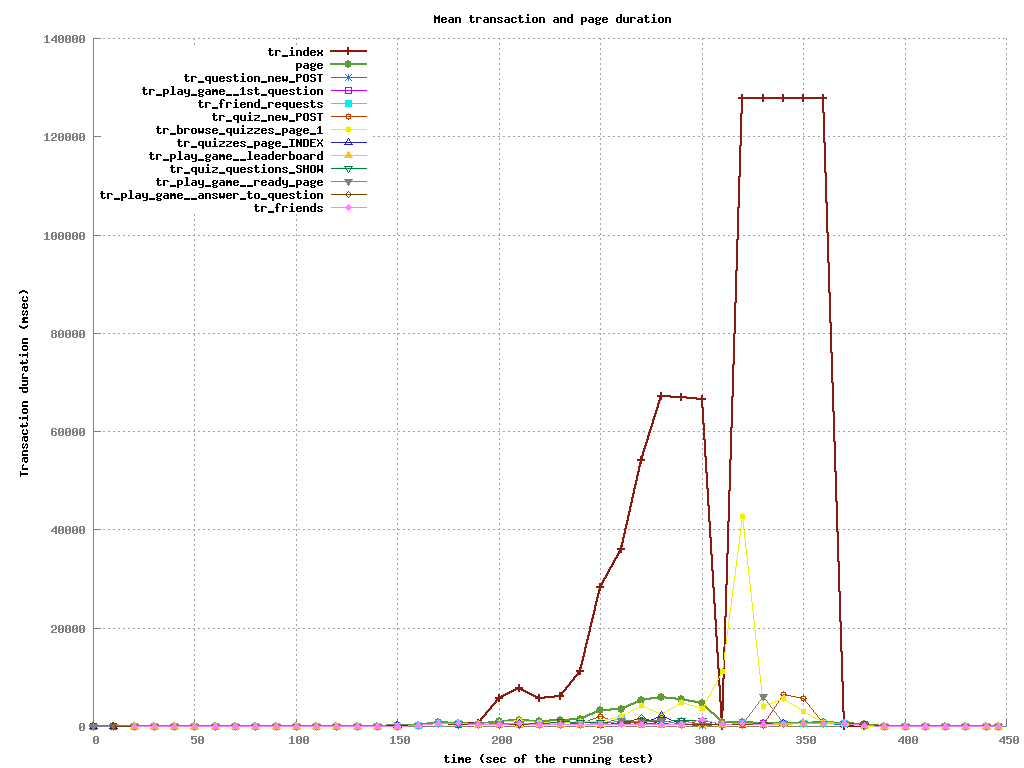 Mean transaction and page duration
140000
120000
100000
80000
60000
40000
20000
0
Transaction duration (msec)
tr_index
page
tr_question_new_POST
tr_play_game__1st_question
tr_friend_requests
tr_quiz_new_POST
tr_browse_quizzes_page_1
tr_quizzes_page_INDEX
tr_play_game__leaderboard
tr_quiz_questions_SHOW
tr_play_game__ready_page
tr_play_game__answer_to_question
tr_friends
0 50 100 150 200 250 300 350 400 450
time (sec of the running test)